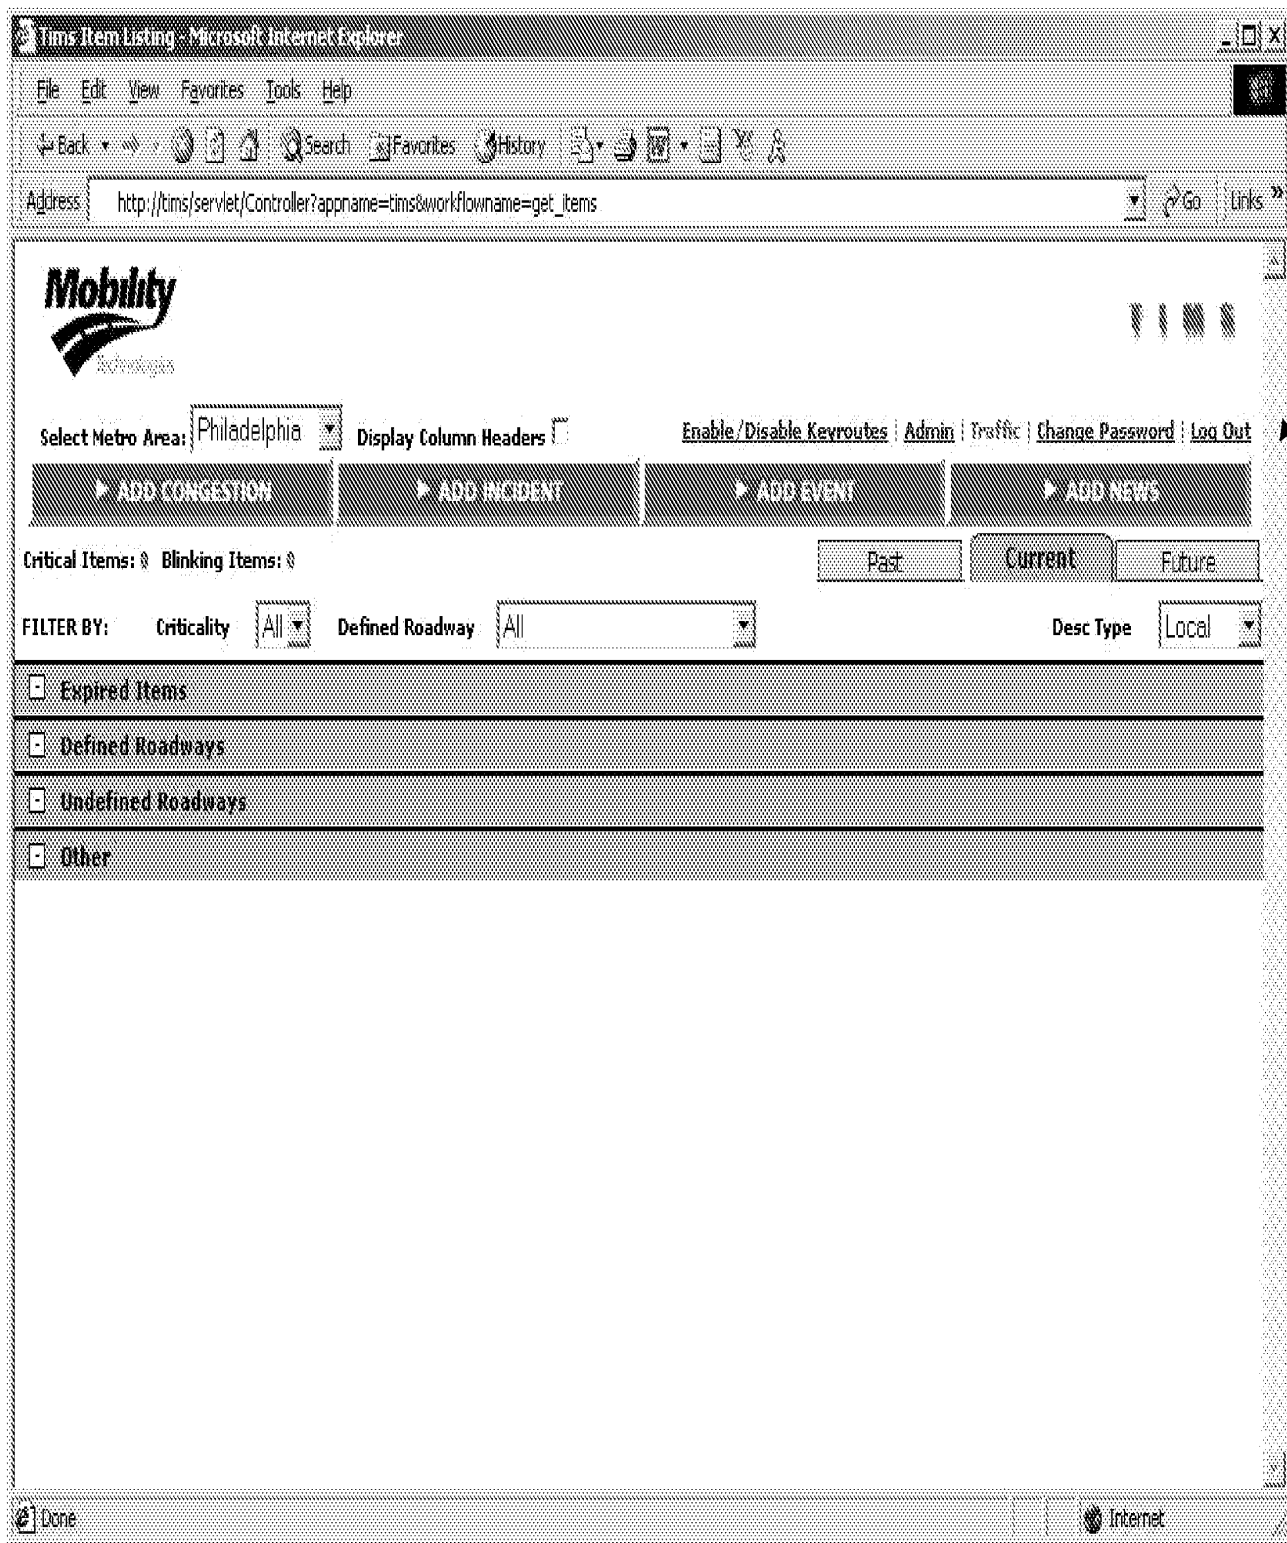 Tims Item Listing - Microsoft Internet Explorer
File Edit View Favorites Tools Help
Back Search Favorites History
Address http://tims/servlet/Controller?appname=tims&workflowname=get_items Go Links »
Mobility
Technologies
T I M S
Select Metro Area: Philadelphia Display Column Headers Enable/Disable Keyroutes | Admin | Traffic | Change Password | Log Out
ADD CONGESTION ADD INCIDENT ADD EVENT ADD NEWS
Critical Items: 0 Blinking Items: 0 Past Current Future
FILTER BY: Criticality All Defined Roadway All Desc Type Local
- Expired Items
- Defined Roadways
- Undefined Roadways
- Other
Done Internet